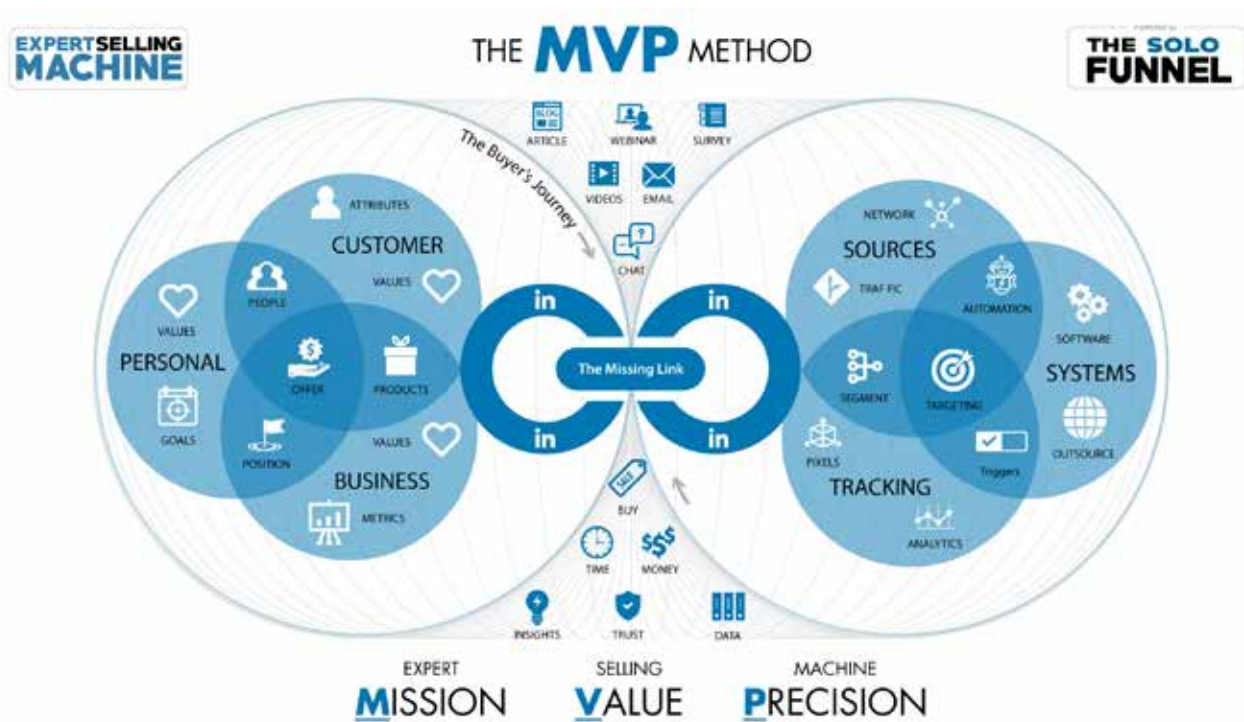 EXPERTSELLING
MACHINE
THE MVP METHOD
THE SOLO
FUNNEL
The Buyer's Journey
BLOG
ARTICLE
WEBINAR
SURVEY
VIDEOS
EMAIL
?
CHAT
ATTRIBUTES
CUSTOMER
VALUES
PEOPLE
VALUES
PERSONAL
GOALS
$
OFFER
PRODUCTS
POSITION
VALUES
BUSINESS
METRICS
in
in
The Missing Link
in
in
NETWORK
SOURCES
TRAFFIC
AUTOMATION
SOFTWARE
SYSTEMS
SEGMENT
TARGETING
OUTSOURCE
PIXELS
Triggers
TRACKING
ANALYTICS
SALE
BUY
TIME
$$$
MONEY
INSIGHTS
TRUST
DATA
EXPERT
MISSION
SELLING
VALUE
MACHINE
PRECISION